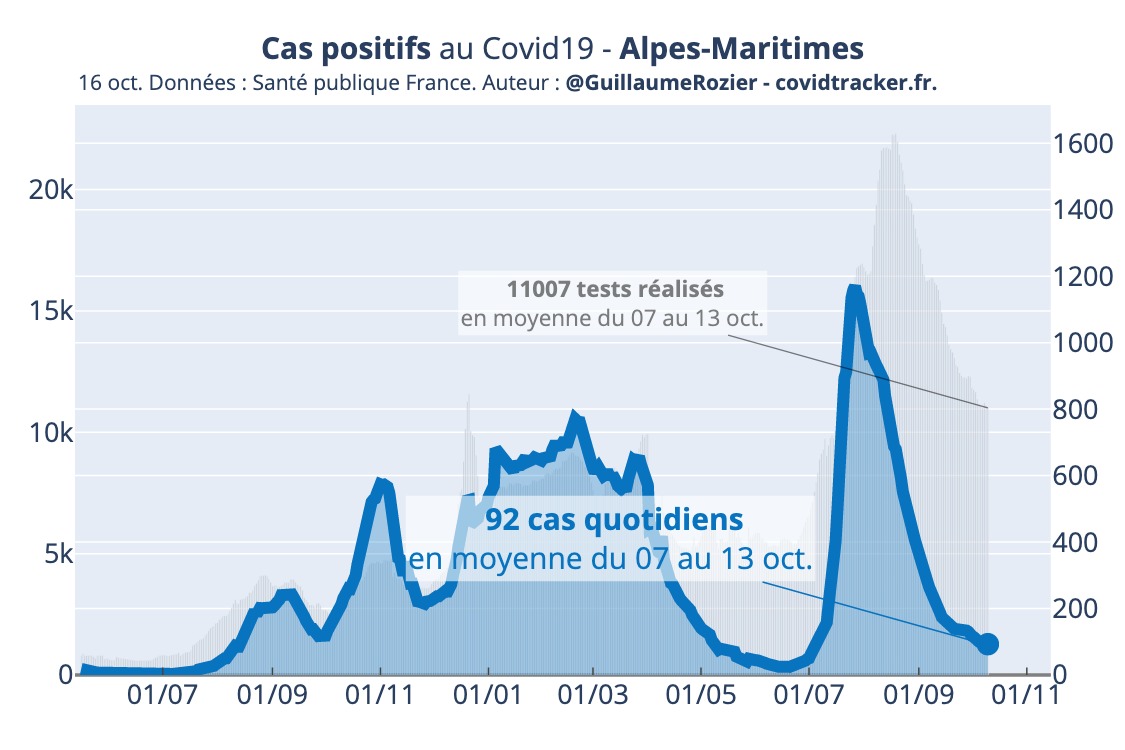 Cas positifs au Covid19 - Alpes-Maritimes
16 oct. Données : Santé publique France. Auteur : @GuillaumeRozier - covidtracker.fr.
1600
20k
1400
11007 tests réalisés
en moyenne du 07 au 13 oct.
1200
15k
1000
10k
800
600
92 cas quotidiens
en moyenne du 07 au 13 oct.
5k
400
200
0
0
01/07
01/09
01/11
01/01
01/03
01/05
01/07
01/09
01/11